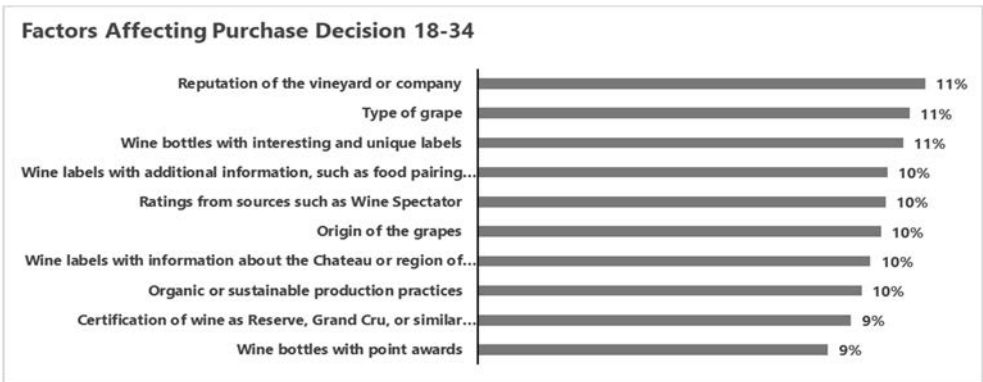 Factors Affecting Purchase Decision 18-34
Reputation of the vineyard or company 11%
Type of grape 11%
Wine bottles with interesting and unique labels 11%
Wine labels with additional information, such as food pairing... 10%
Ratings from sources such as Wine Spectator 10%
Origin of the grapes 10%
Wine labels with information about the Chateau or region of... 10%
Organic or sustainable production practices 10%
Certification of wine as Reserve, Grand Cru, or similar... 9%
Wine bottles with point awards 9%